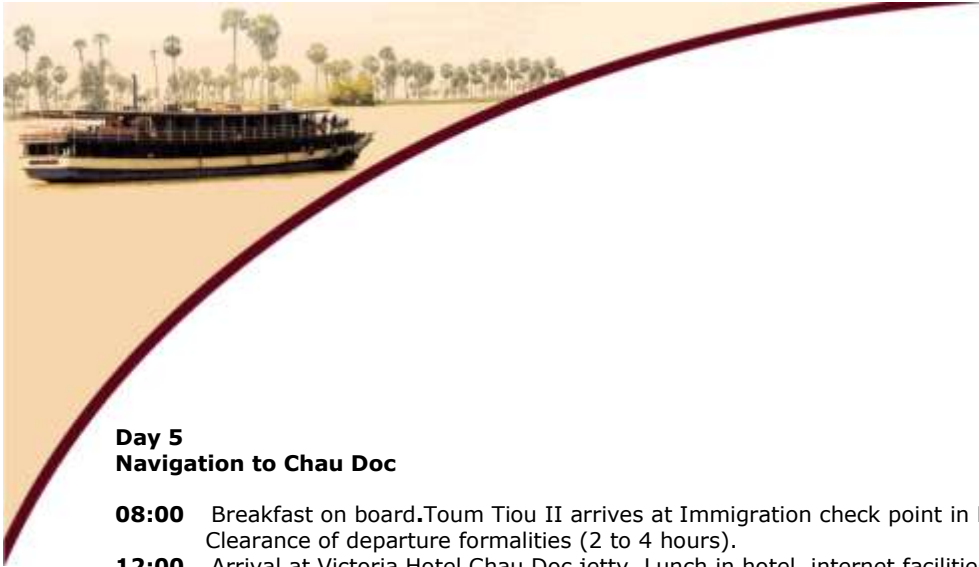 Day 5
Navigation to Chau Doc
08:00 Breakfast on board.Toum Tiou II arrives at Immigration check point in
Clearance of departure formalities (2 to 4 hours).
12:00 Arrival at Victoria Hotel Chau Doc jetty. Lunch in hotel, internet